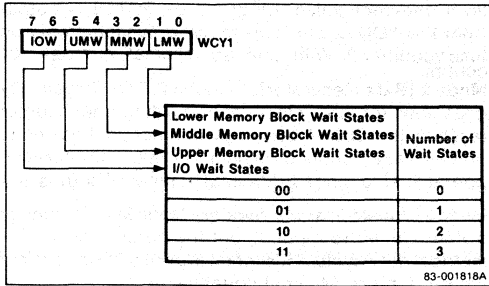 7 6 5 4 3 2 1 0
IOW UMW MMW LMW WCY1
Lower Memory Block Wait States
Middle Memory Block Wait States
Upper Memory Block Wait States
I/O Wait States
Number of
Wait States
00 0
01 1
10 2
11 3
83-001818A